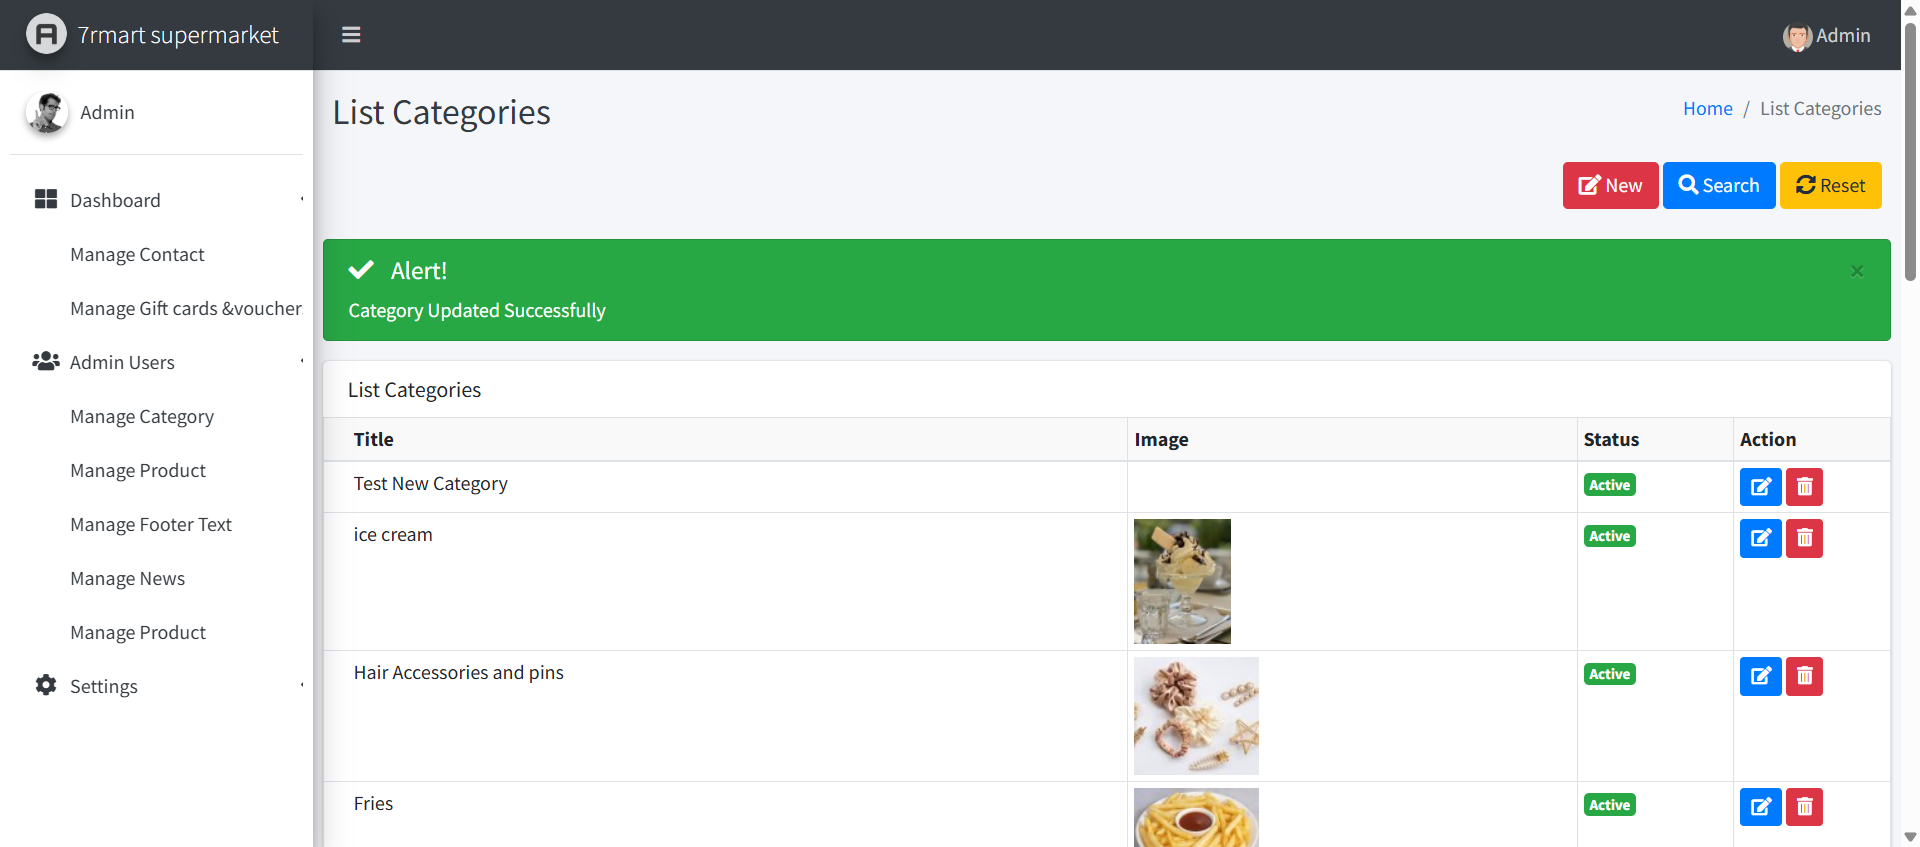 7rmart supermarket
Admin
Admin
List Categories
Home / List Categories
New
Search
Reset
Dashboard
Manage Contact
Manage Gift cards &voucher
Admin Users
Manage Category
Manage Product
Manage Footer Text
Manage News
Manage Product
Settings
Alert!
×
Category Updated Successfully
List Categories
Title Image Status Action
Test New Category Active
ice cream Active
Hair Accessories and pins Active
Fries Active